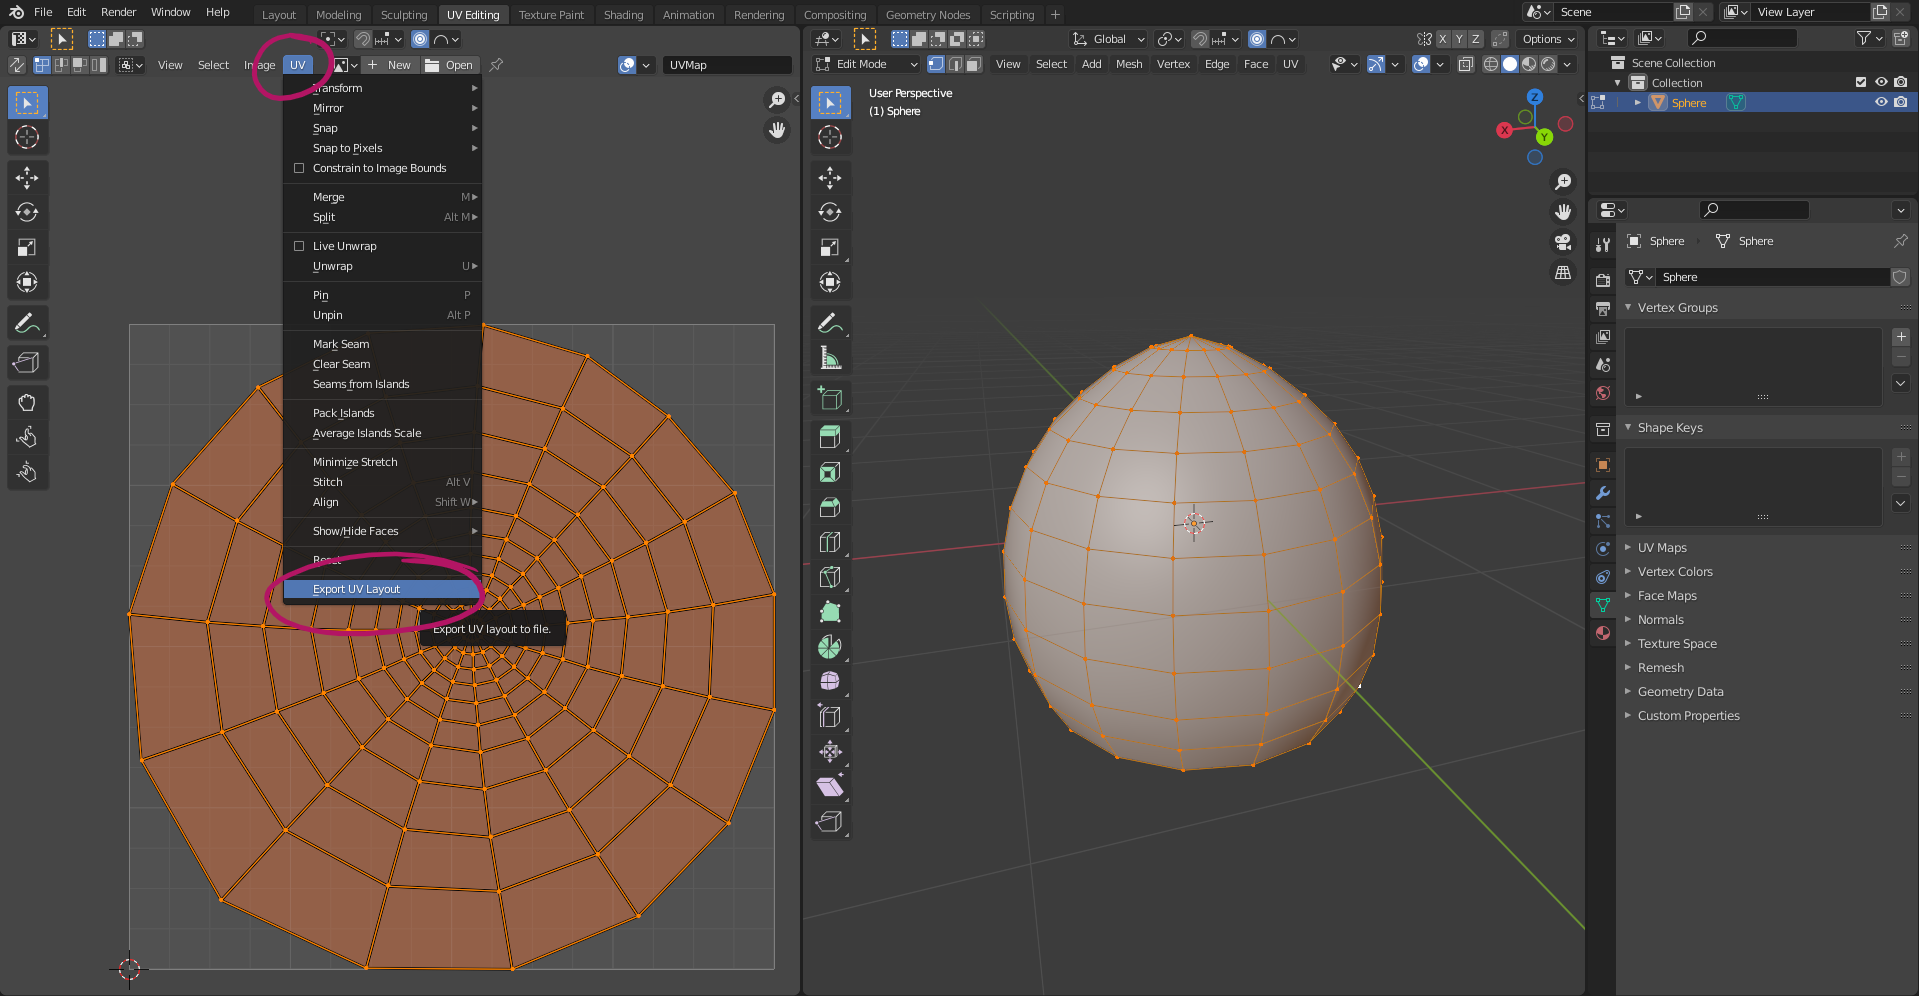 File Edit Render Window Help Layout Modeling Sculpting UV Editing Texture Paint Shading Animation Rendering Compositing Geometry Nodes Scripting + Scene View Layer
Global X Y Z Options
View Select Image UV + New Open UVMap
Edit Mode View Select Add Mesh Vertex Edge Face UV
Transform
Mirror
Snap
Snap to Pixels
Constrain to Image Bounds
Merge M
Split Alt M
Live Unwrap
Unwrap U
Pin P
Unpin Alt P
Mark Seam
Clear Seam
Seams from Islands
Pack Islands
Average Islands Scale
Minimize Stretch
Stitch Alt V
Align Shift W
Show/Hide Faces
Reset
Export UV Layout
Export UV layout to file.
User Perspective
(1) Sphere
Z
X
Y
Scene Collection
Collection
Sphere
Sphere Sphere
Sphere
Vertex Groups
Shape Keys
UV Maps
Vertex Colors
Face Maps
Normals
Texture Space
Remesh
Geometry Data
Custom Properties